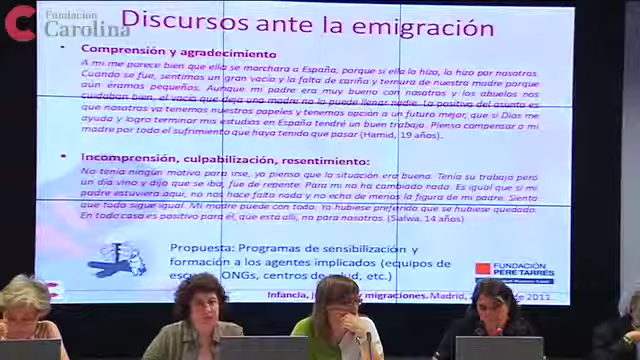 Fundación
Carolina
Discursos ante la emigración
Comprensión y agradecimiento
A mi me parece bien que ella se marchara a España, porque si ella lo hizo, lo hizo por nosotros.
Cuando se fue, sentimos un gran vacío y la falta de cariño y ternura de nuestra madre porque
aún éramos pequeños. Aunque mi padre era muy bueno con nosotros y los abuelos nos
cuidaban bien, el vacío que deja una madre no lo puede llenar nadie. Lo positivo del asunto es
que nosotros ya tenemos nuestros papeles y tenemos opción a un futuro mejor, que si Dios me
ayuda y logro terminar mis estudios en España tendré un buen trabajo. Pienso compensar a mi
madre por todo el sufrimiento que haya tenido que pasar (Hamid, 19 años).
Incomprensión, culpabilización, resentimiento:
No tenía ningún motivo para irse, yo pienso que la situación era buena. Tenía su trabajo pero
un día vino y dijo que se iba, fue de repente. Para mi no ha cambiado nada. Es igual que si mi
padre estuviera aquí, no nos hace falta nada y no echo de menos la figura de mi padre. Siento
que todo sigue igual. Mi madre puede con todo. Yo hubiese preferido que se hubiese quedado.
En todo caso es positivo para él, que esta allí, no para nosotros. (Salwa, 14 años)
Propuesta: Programas de sensibilización y
formación a los agentes implicados (equipos de
ONGs, centros de salud, etc.)
FUNDACIÓN
PERE TARRÉS
Infancia, y migraciones. Madrid, 2011